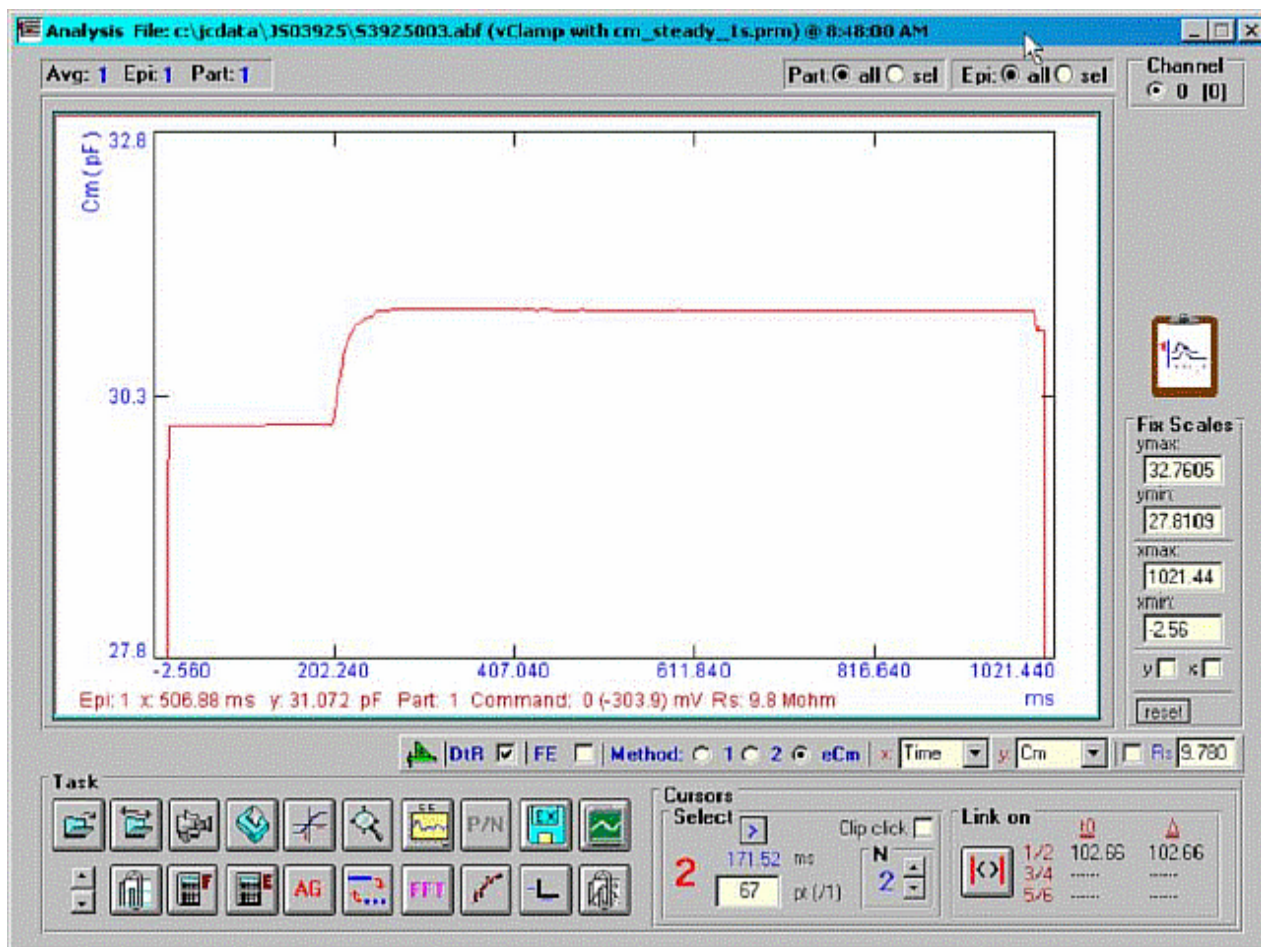 Analysis File: c:\jcdata\JS03925\S3925003.abf (vClamp with cm_steady_1s.prm) @ 8:48:00 AM
Avg: 1 Epi: 1 Part: 1
Part: all sel Epi: all sel
Channel
0 [0]
Cm (pF)
32.8
30.3
27.8
-2.560 202.240 407.040 611.840 816.640 1021.440
ms
Epi: 1 x: 506.88 ms y: 31.072 pF Part: 1 Command: 0 (-303.9) mV Rs: 9.8 Mohm
Fix Scales
ymax:
32.7605
ymin:
27.8109
xmax:
1021.44
xmin:
-2.56
y x
reset
DtR FE Method: 1 2 eCm x: Time y: Cm Rs 9.780
Task
P/N
EX
F
E
AG
FFT
Cursors
Select
>
Clip click
2
171.52 ms
67 pt (/1)
N
2
Link on
t0 Δ
1/2 102.66 102.66
3/4 ...... ......
5/6 ...... ......